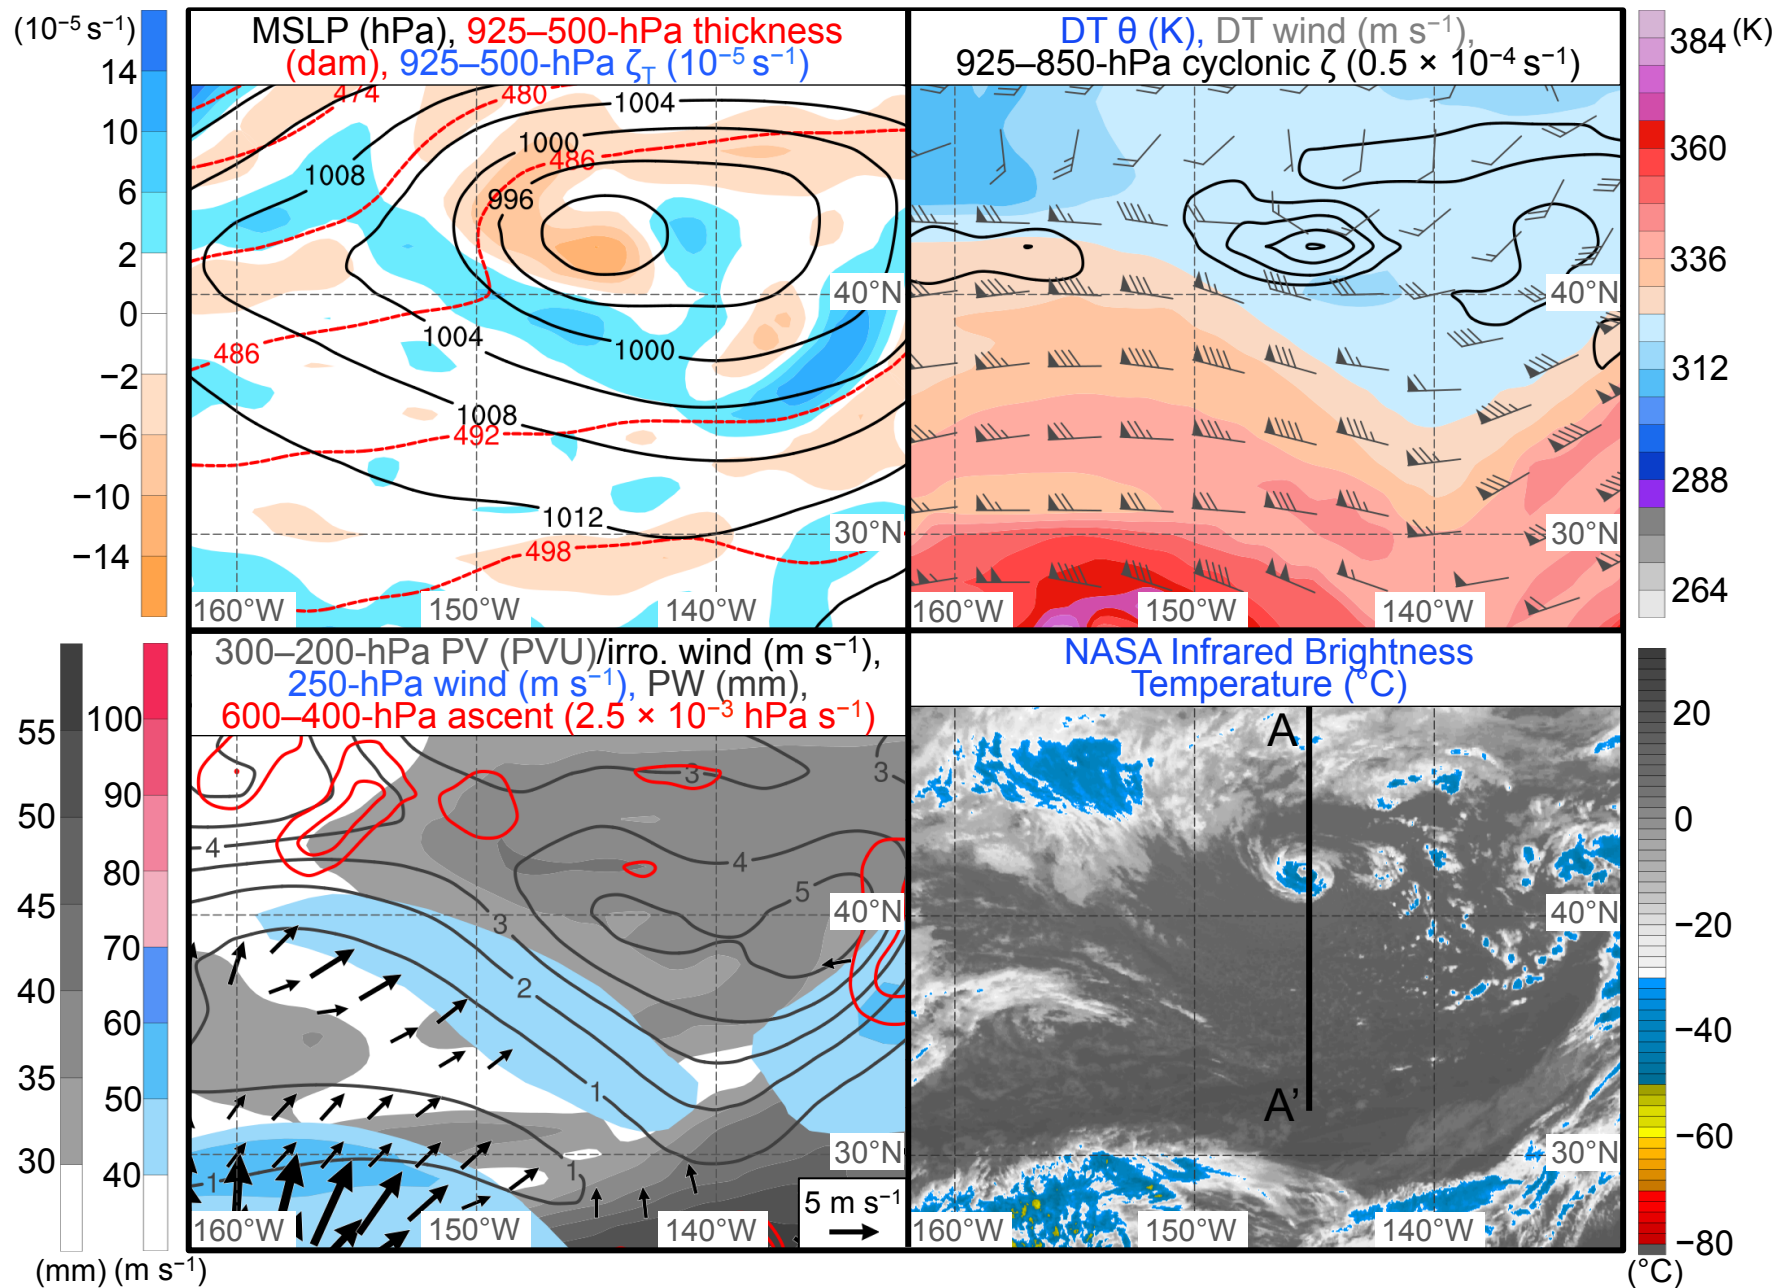 (10⁻⁵ s⁻¹)
14
10
6
2
0
−2
−6
−10
−14
MSLP (hPa), 925–500-hPa thickness
(dam), 925–500-hPa ζT (10⁻⁵ s⁻¹)
474
480
1004
1000
486
1008
996
40°N
1004
486
1000
1008
492
1012
30°N
498
160°W
150°W
140°W
DT θ (K), DT wind (m s⁻¹),
925–850-hPa cyclonic ζ (0.5 × 10⁻⁴ s⁻¹)
40°N
30°N
160°W
150°W
140°W
384 (K)
360
336
312
288
264
55
50
45
40
35
30
(mm)
100
90
80
70
60
50
40
(m s⁻¹)
300–200-hPa PV (PVU)/irro. wind (m s⁻¹),
250-hPa wind (m s⁻¹), PW (mm),
600–400-hPa ascent (2.5 × 10⁻³ hPa s⁻¹)
3
3
4
4
5
3
40°N
2
1
1
1
30°N
5 m s⁻¹
160°W
150°W
140°W
NASA Infrared Brightness
Temperature (°C)
A
40°N
A’
30°N
160°W
150°W
140°W
20
0
−20
−40
−60
−80
(°C)